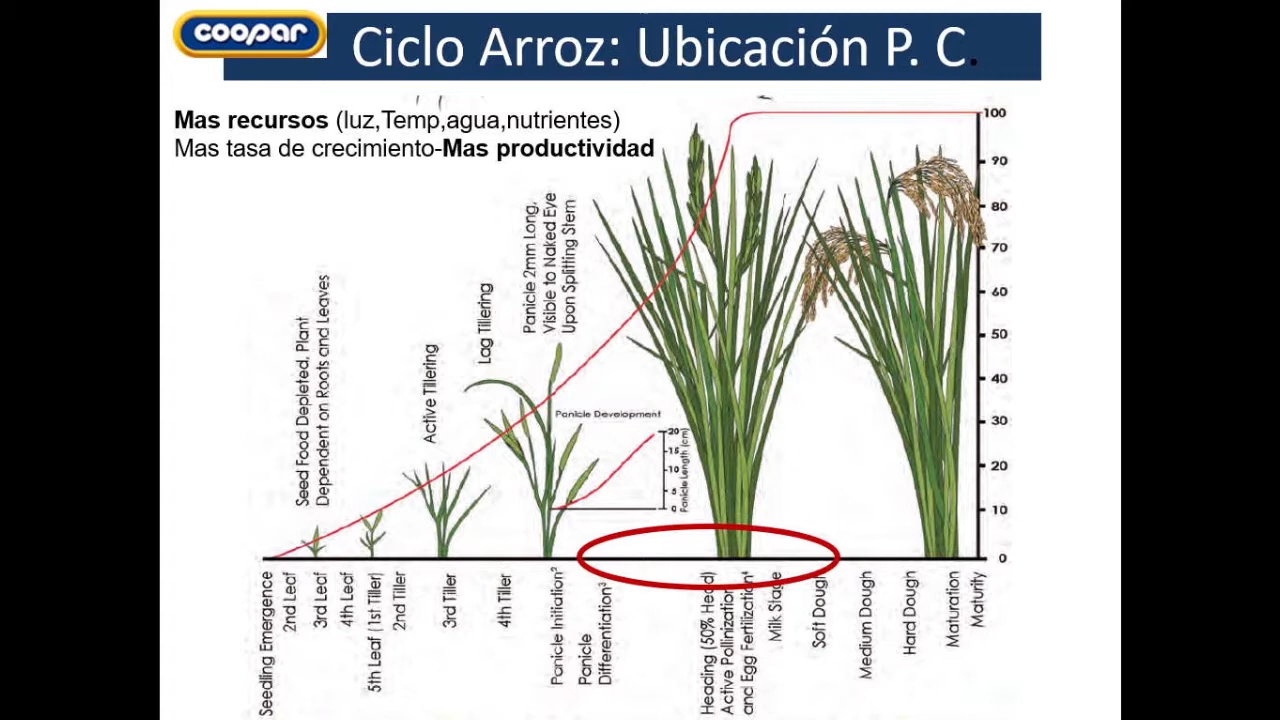 coopar
Ciclo Arroz: Ubicación P. C.
Mas recursos (luz,Temp,agua,nutrientes)
Mas tasa de crecimiento-Mas productividad
Seed Food Depleted, Plant
Dependent on Roots and Leaves
Active Tillering
Lag Tillering
Panicle 2mm Long,
Visible to Naked Eye
Upon Splitting Stem
Panicle Development
20
15
10
5
0
Panicle Length (cm)
100
90
80
70
60
50
40
30
20
10
0
Seedling Emergence
2nd Leaf
3rd Leaf
4th Leaf
5th Leaf (1st Tiller)
2nd Tiller
3rd Tiller
4th Tiller
Panicle Initiation²
Panicle
Differentiation³
Heading (50% Head)
Active Pollinization
and Egg Fertilization⁴
Milk Stage
Soft Dough
Medium Dough
Hard Dough
Maturation
Maturity